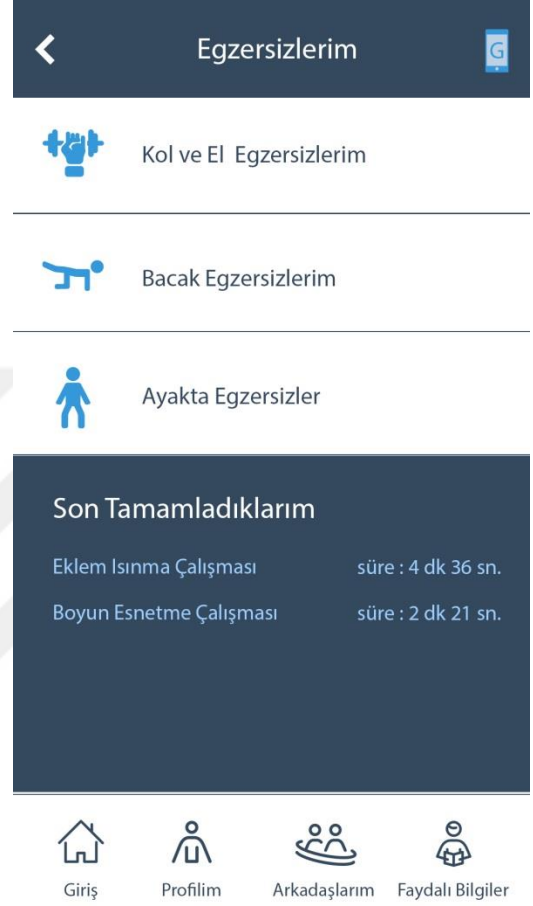 Egzersizlerim
G
Kol ve El Egzersizlerim
Bacak Egzersizlerim
Ayakta Egzersizler
Son Tamamladıklarım
Eklem Isınma Çalışması süre : 4 dk 36 sn.
Boyun Esnetme Çalışması süre : 2 dk 21 sn.
Giriş Profilim Arkadaşlarım Faydalı Bilgiler